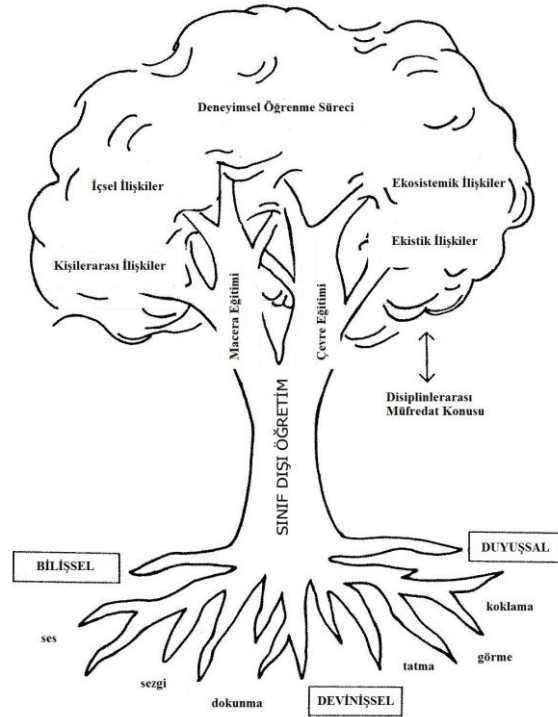 Deneyimsel Öğrenme Süreci
İçsel İlişkiler
Ekosistemik İlişkiler
Kişilerarası İlişkiler
Ekistik İlişkiler
Macera Eğitimi
Çevre Eğitimi
Disiplinlerarası
Müfredat Konusu
SINIF DIŞI ÖĞRETİM
BİLİŞSEL
DUYUŞSAL
ses
koklama
sezgi
tatma
görme
dokunma
DEVİNİŞSEL